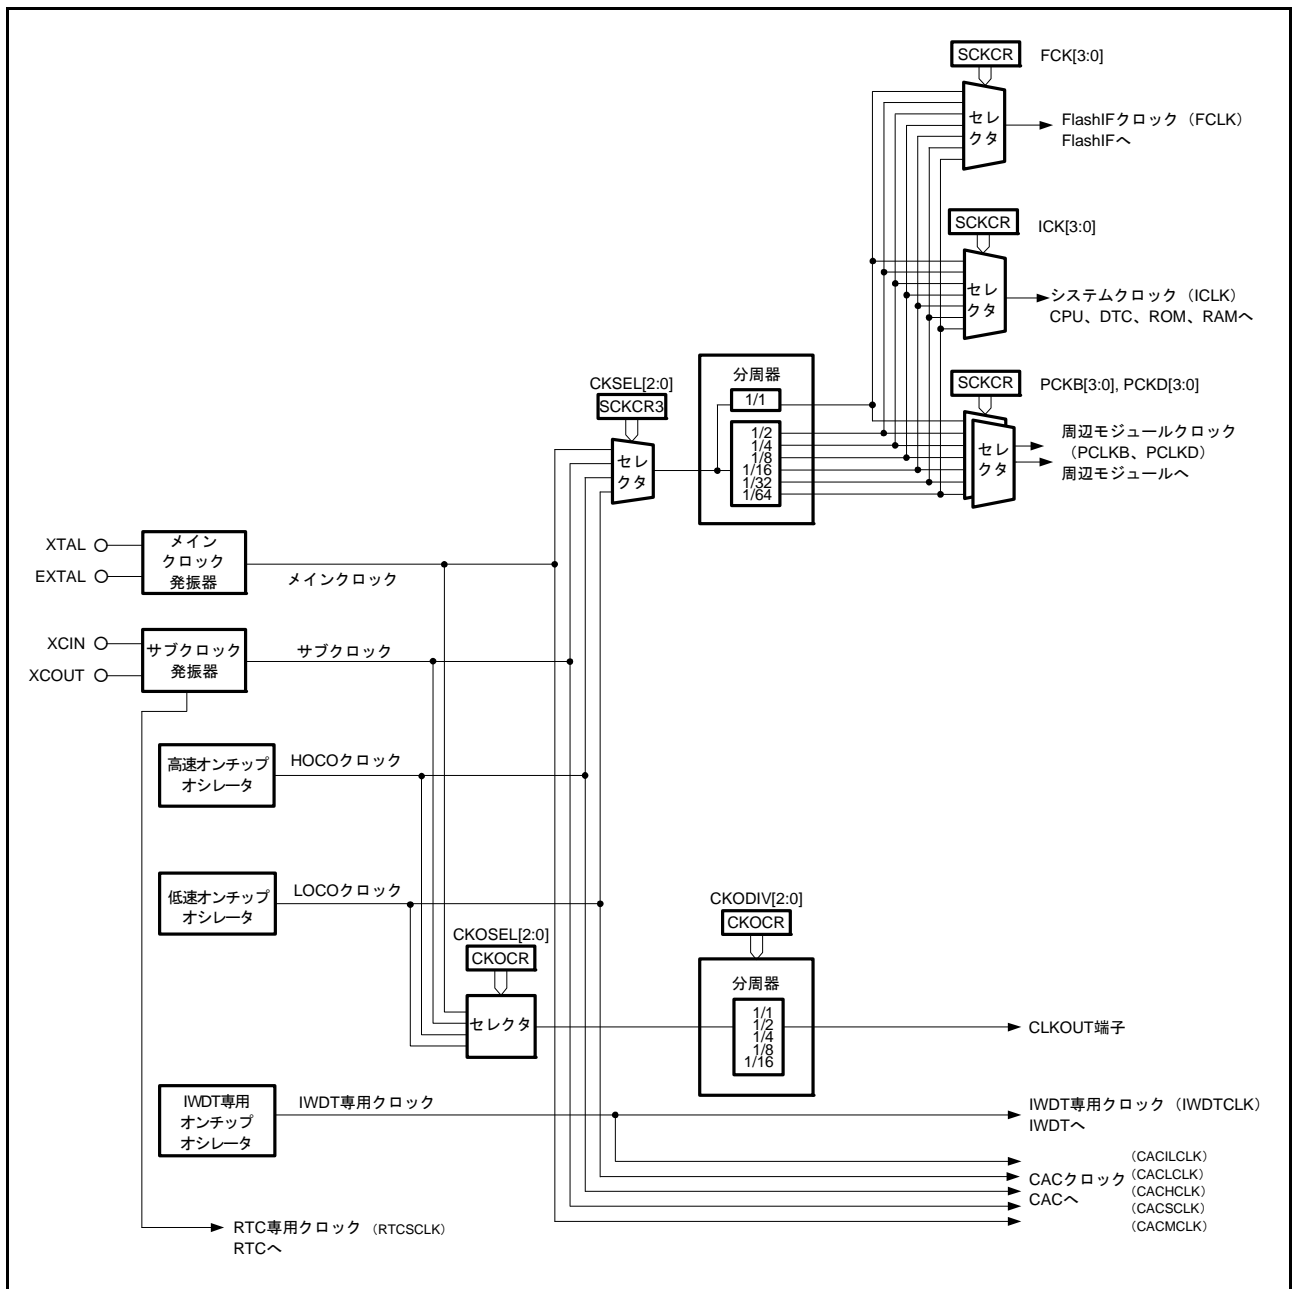 SCKCR
FCK[3:0]
セレ
クタ
FlashIFクロック（FCLK）
FlashIFへ
SCKCR
ICK[3:0]
セレ
クタ
システムクロック（ICLK）
CPU、DTC、ROM、RAMへ
SCKCR
PCKB[3:0], PCKD[3:0]
セレ
クタ
周辺モジュールクロック
（PCLKB、PCLKD）
周辺モジュールへ
CKSEL[2:0]
SCKCR3
セレ
クタ
分周器
1/1
1/2
1/4
1/8
1/16
1/32
1/64
XTAL
EXTAL
メイン
クロック
発振器
メインクロック
XCIN
XCOUT
サブクロック
発振器
サブクロック
高速オンチップ
オシレータ
HOCOクロック
低速オンチップ
オシレータ
LOCOクロック
CKOSEL[2:0]
CKOCR
セレクタ
CKODIV[2:0]
CKOCR
分周器
1/1
1/2
1/4
1/8
1/16
CLKOUT端子
IWDT専用
オンチップ
オシレータ
IWDT専用クロック
IWDT専用クロック（IWDTCLK）
IWDTへ
CACクロック
CACへ
（CACILCLK）
（CACLCLK）
（CACHCLK）
（CACSCLK）
（CACMCLK）
RTC専用クロック（RTCSCLK）
RTCへ